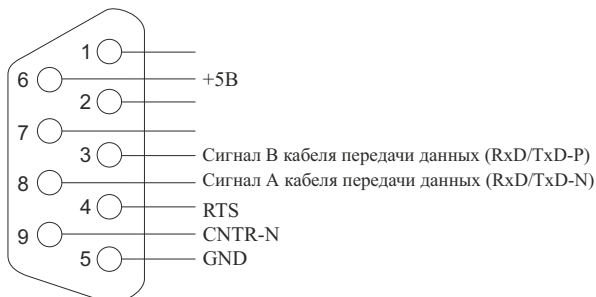 1
6 +5В
2
7
3 Сигнал B кабеля передачи данных (RxD/TxD-P)
8 Сигнал A кабеля передачи данных (RxD/TxD-N)
4 RTS
9 CNTR-N
5 GND